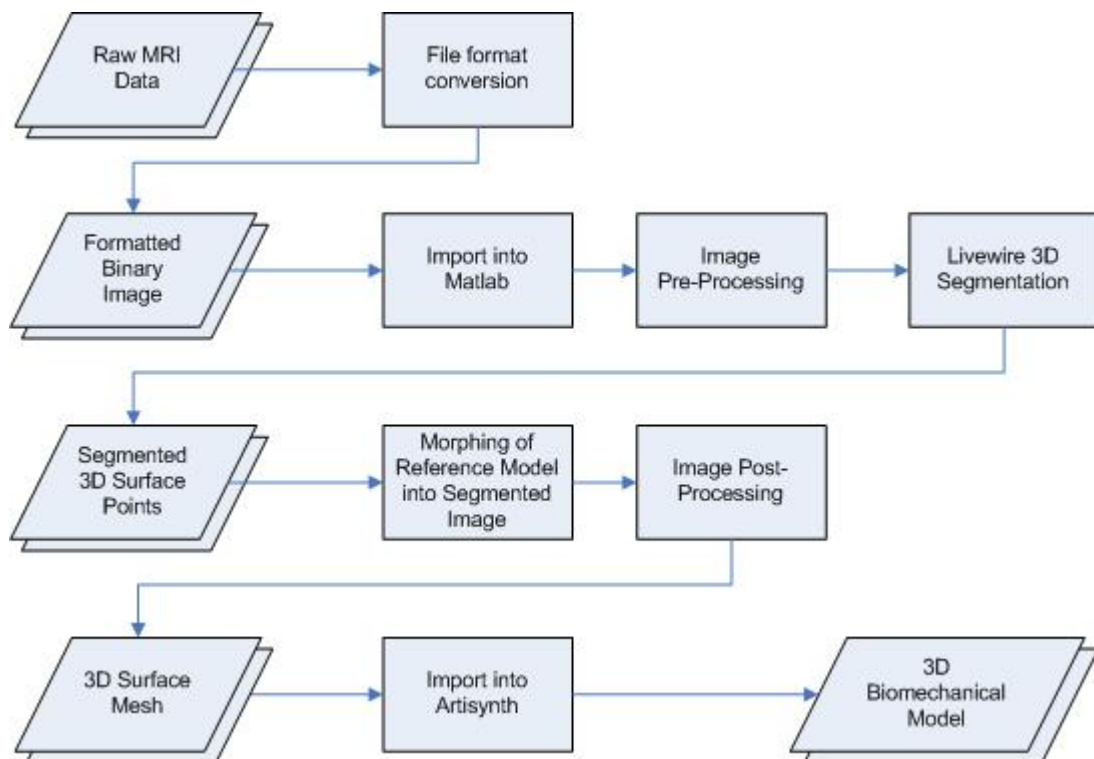 Raw MRI
Data
File format
conversion
Formatted
Binary
Image
Import into
Matlab
Image
Pre-Processing
Livewire 3D
Segmentation
Segmented
3D Surface
Points
Morphing of
Reference Model
into Segmented
Image
Image Post-
Processing
3D Surface
Mesh
Import into
Artisynth
3D
Biomechanical
Model